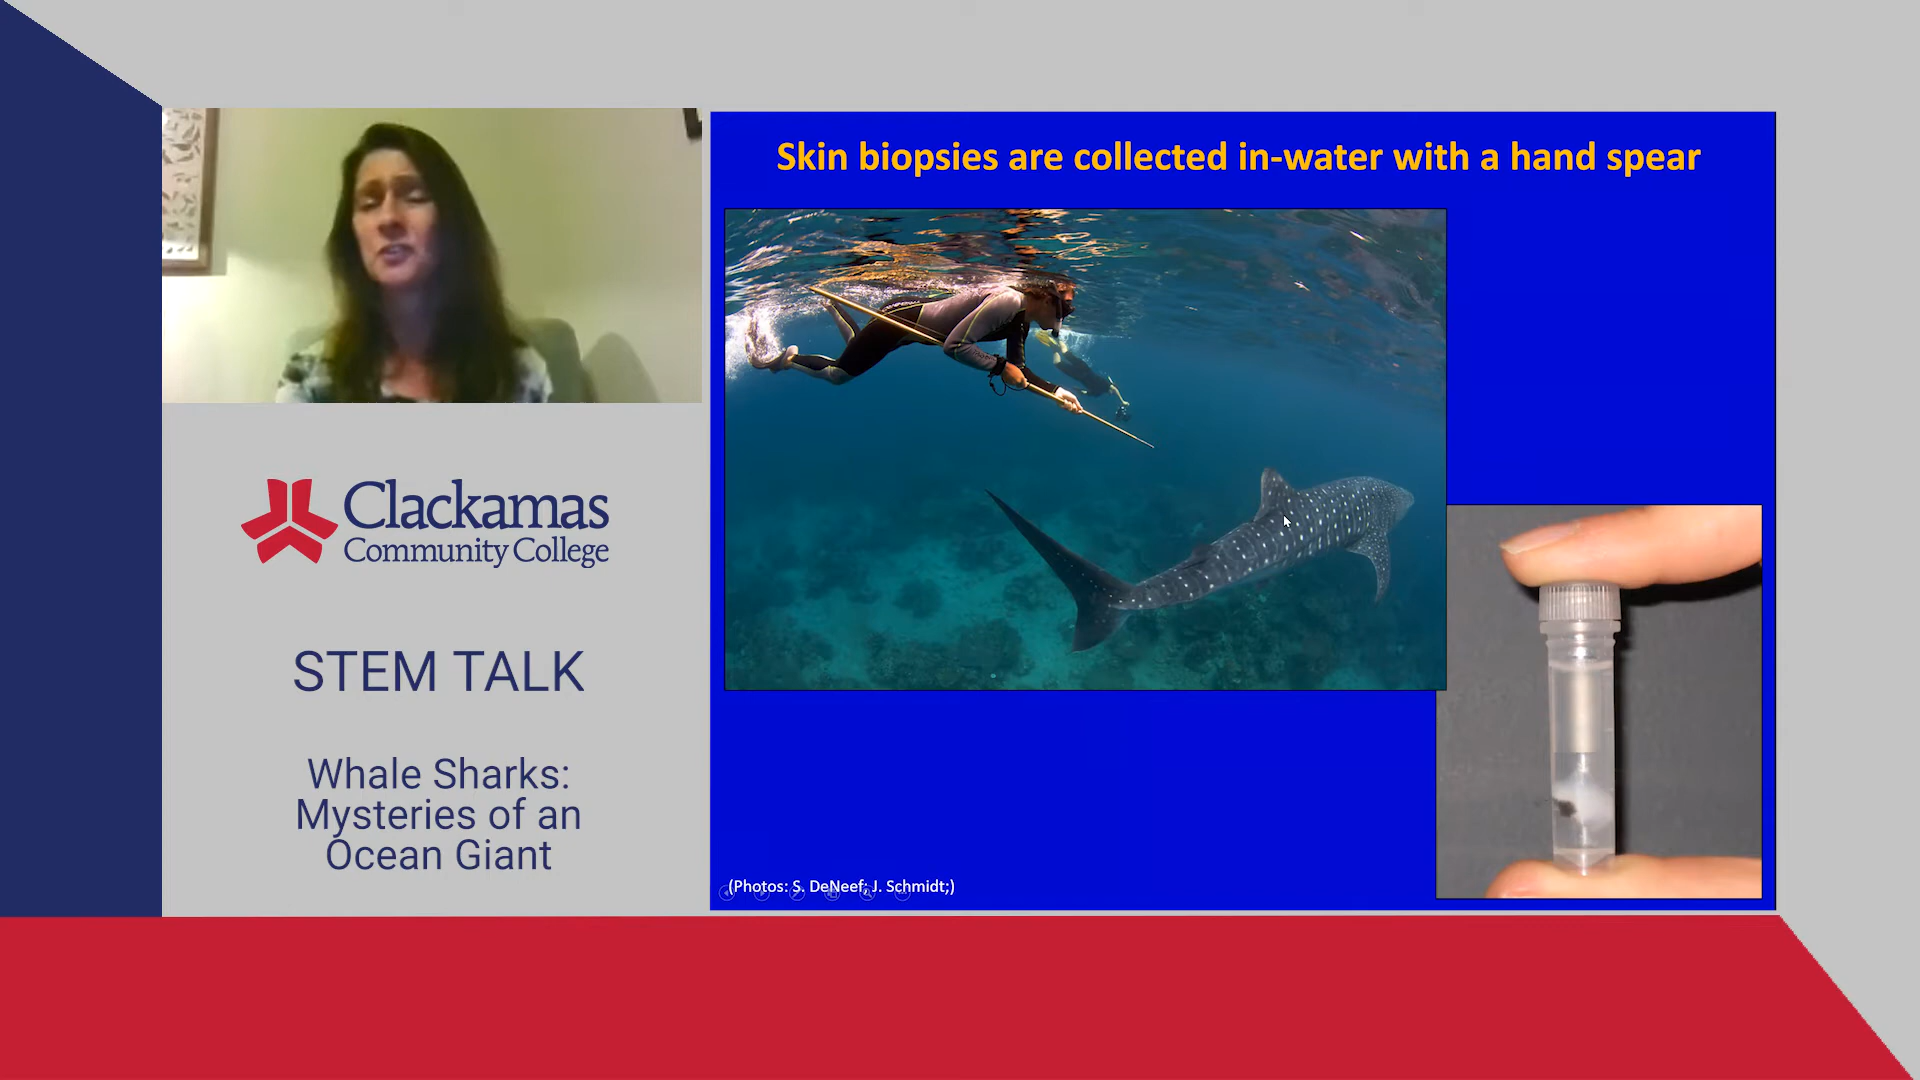 Skin biopsies are collected in-water with a hand spear
Clackamas
Community College
STEM TALK
Whale Sharks:
Mysteries of an
Ocean Giant
(Photos: S. DeNeef; J. Schmidt;)